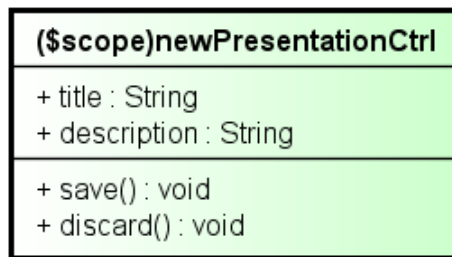 ($scope)newPresentationCtrl
+ title : String
+ description : String
+ save() : void
+ discard() : void